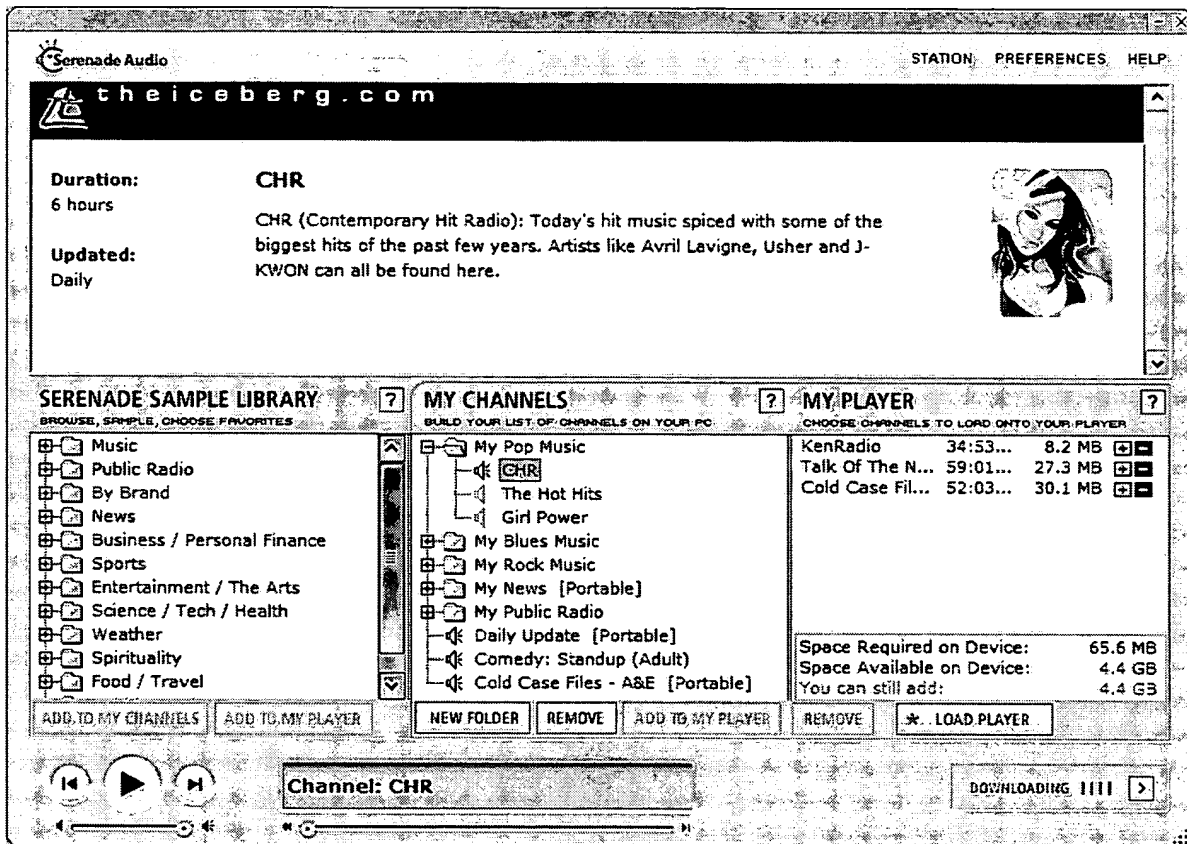 Serenade Audio
STATION PREFERENCES HELP
theiceberg.com
Duration:
6 hours
Updated:
Daily
CHR
CHR (Contemporary Hit Radio): Today's hit music spiced with some of the
biggest hits of the past few years. Artists like Avril Lavigne, Usher and J-
KWON can all be found here.
SERENADE SAMPLE LIBRARY ?
BROWSE, SAMPLE, CHOOSE FAVORITES
Music
Public Radio
By Brand
News
Business / Personal Finance
Sports
Entertainment / The Arts
Science / Tech / Health
Weather
Spirituality
Food / Travel
ADD TO MY CHANNELS ADD TO MY PLAYER
MY CHANNELS ?
BUILD YOUR LIST OF CHANNELS ON YOUR PC
My Pop Music
CHR
The Hot Hits
Girl Power
My Blues Music
My Rock Music
My News [Portable]
My Public Radio
Daily Update [Portable]
Comedy: Standup (Adult)
Cold Case Files - A&E [Portable]
NEW FOLDER REMOVE ADD TO MY PLAYER
MY PLAYER ?
CHOOSE CHANNELS TO LOAD ONTO YOUR PLAYER
KenRadio 34:53... 8.2 MB
Talk Of The N... 59:01... 27.3 MB
Cold Case Fil... 52:03... 30.1 MB
Space Required on Device: 65.6 MB
Space Available on Device: 4.4 GB
You can still add: 4.4 GB
REMOVE LOAD PLAYER
Channel: CHR
DOWNLOADING